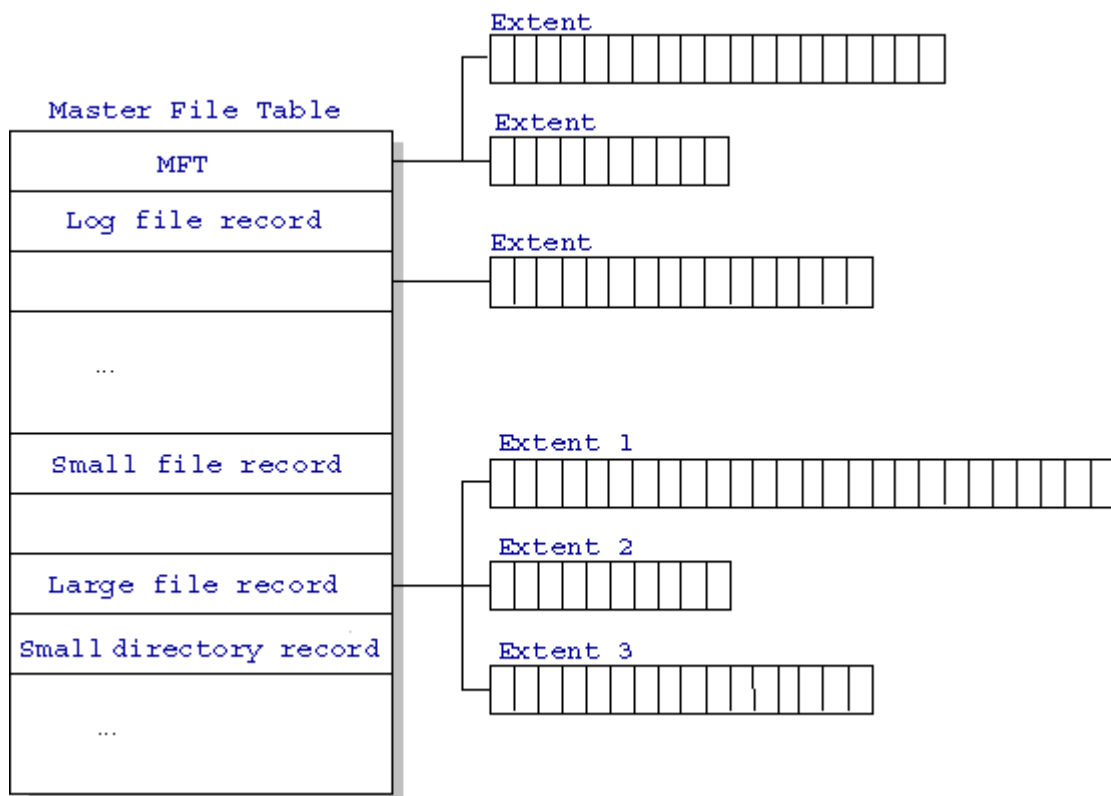 Extent
Master File Table
Extent
MFT
Log file record
Extent
...
Extent 1
Small file record
Extent 2
Large file record
Small directory record
Extent 3
...